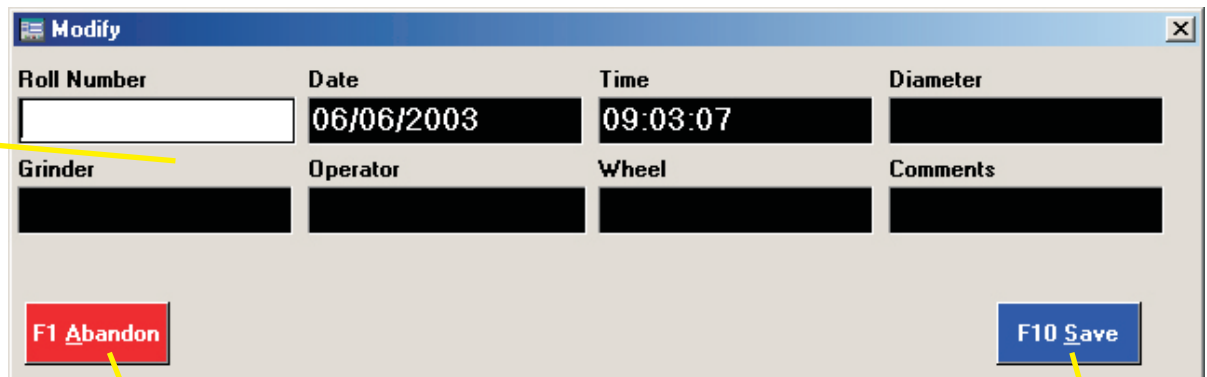 Modify
Roll Number Date Time Diameter
06/06/2003 09:03:07
Grinder Operator Wheel Comments
F1 Abandon F10 Save